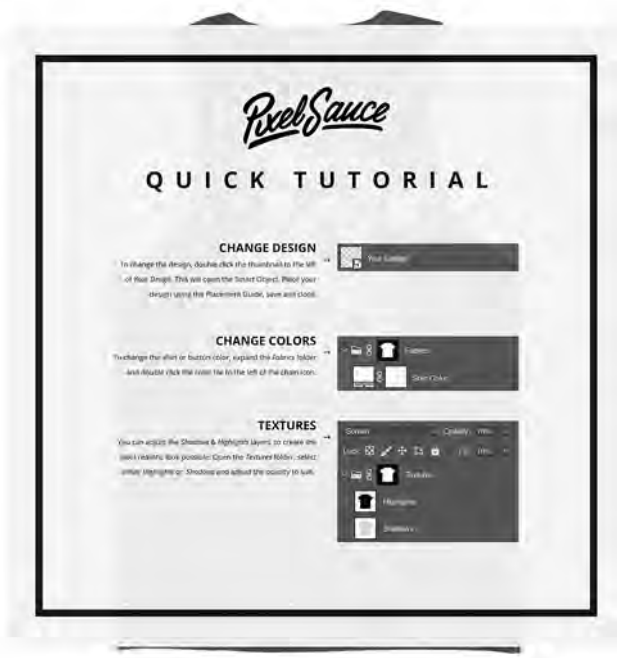 PixelSauce
QUICK TUTORIAL
CHANGE DESIGN
To change the design, double click the thumbnail to the left
of Your Design. This will open the Smart Object. Place your
design using the Placement Guide, save and close.
Your Design
CHANGE COLORS
To change the shirt or button color, expand the Fabrics folder
and double click the color tile to the left of the chain icon.
Shirt Color
TEXTURES
You can adjust the Shadows & Highlights layers, to create the
most realistic look possible. Open the Textures folder, select
either Highlights or Shadows and adjust the opacity to suit.
Screen
Opacity:
Lock:
Textures
Highlights
Shadows